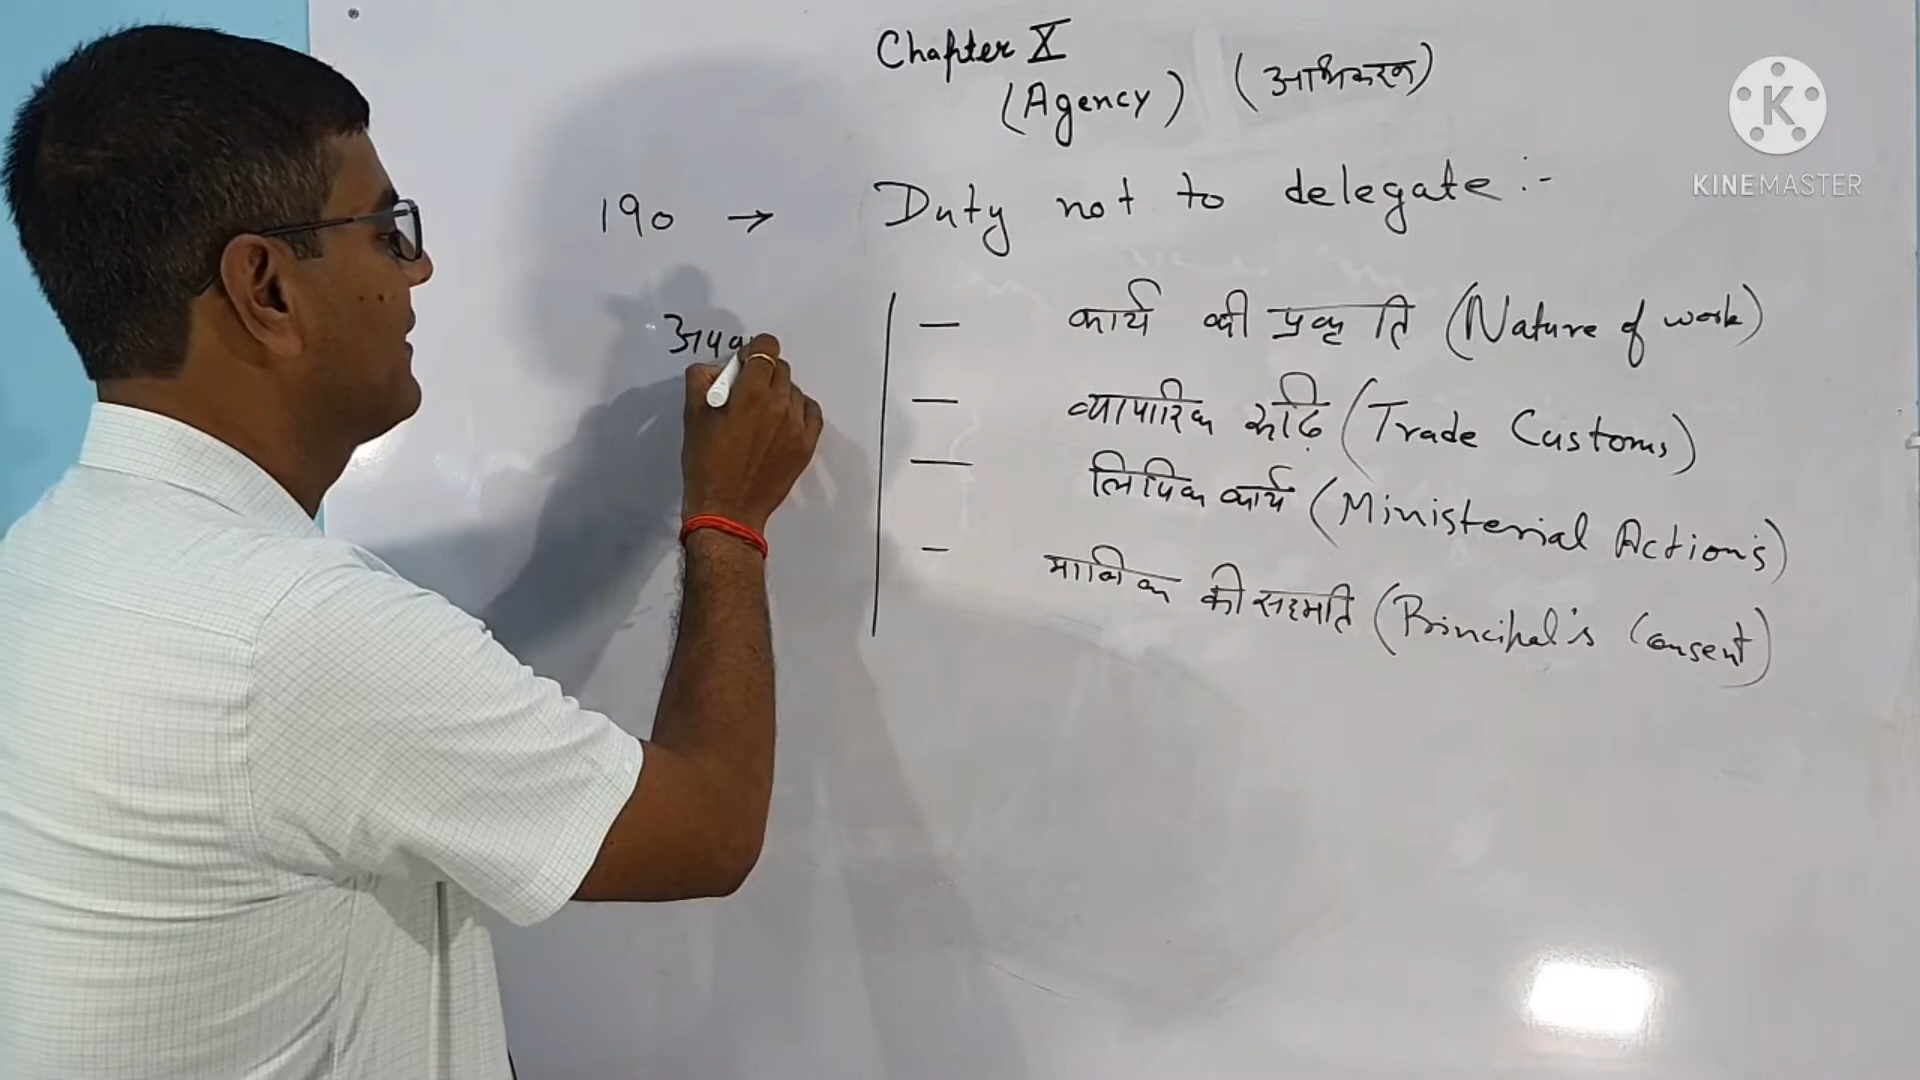 Chapter X
(Agency) (अभिकरण)
190 → Duty not to delegate :-
— कार्य की प्रकृति (Nature of work)
— व्यापारिक रूढ़ि (Trade Customs)
— लिपिक कार्य (Ministerial Actions)
— मालिक की सहमति (Principal's Consent)
KINEMASTER